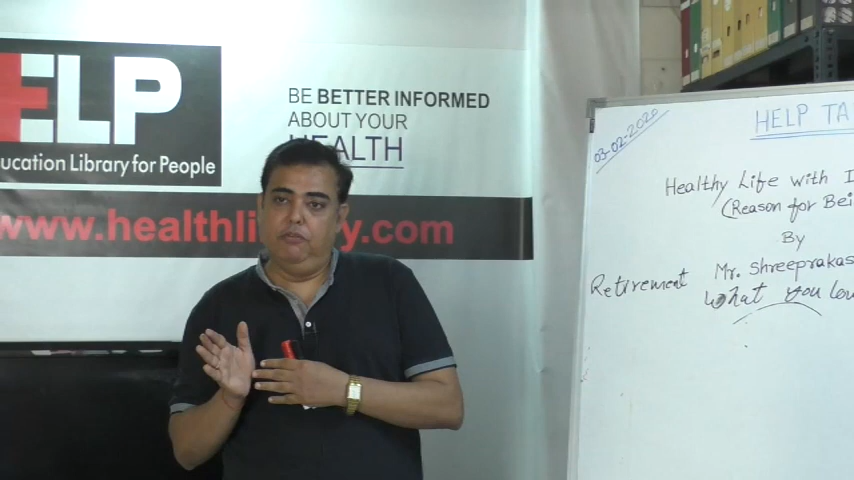 ELP
ucation Library for People
BE BETTER INFORMED
ABOUT YOUR
HEALTH
www.healthli y.com
03-02-2020
HELP TA
Healthy Life with I
(Reason for Bei
By
Mr. Shreeprakas
Retirement
What you lov